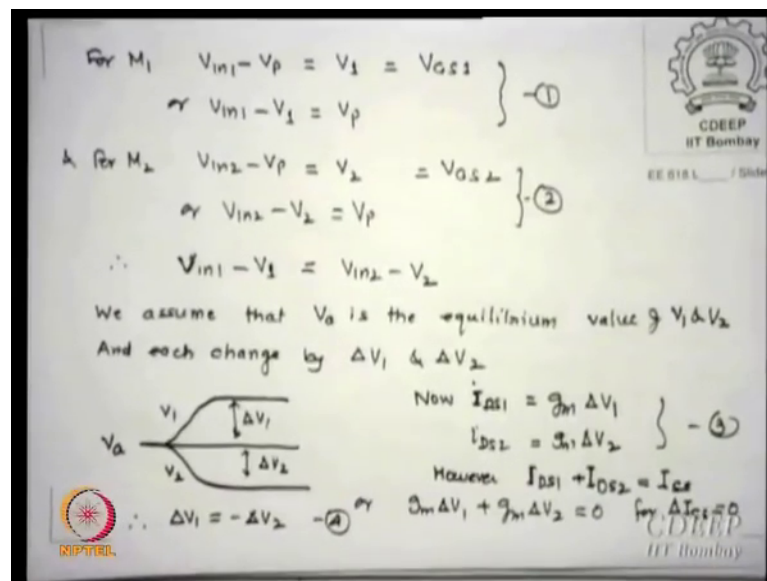 For M₁ Vin1 - Vp = V1 = VGS1
or Vin1 - V1 = Vp } - ①
& For M₂ Vin2 - Vp = V2 = VGS2
or Vin2 - V2 = Vp } - ②
∴ Vin1 - V1 = Vin2 - V2
We assume that Va is the equilibrium value of V1 & V2
And each change by ΔV1 & ΔV2
V1 ΔV1
Va
V2 ΔV2
Now iDS1 = gm ΔV1
iDS2 = gm ΔV2 } - ③
However IDS1 + IDS2 = Iss
∴ ΔV1 = - ΔV2 - ④ or gm ΔV1 + gm ΔV2 = 0 for ΔIss = 0
CDEEP
IIT Bombay
EE 618 L____ / Slide
NPTEL
CDEEP
IIT Bombay